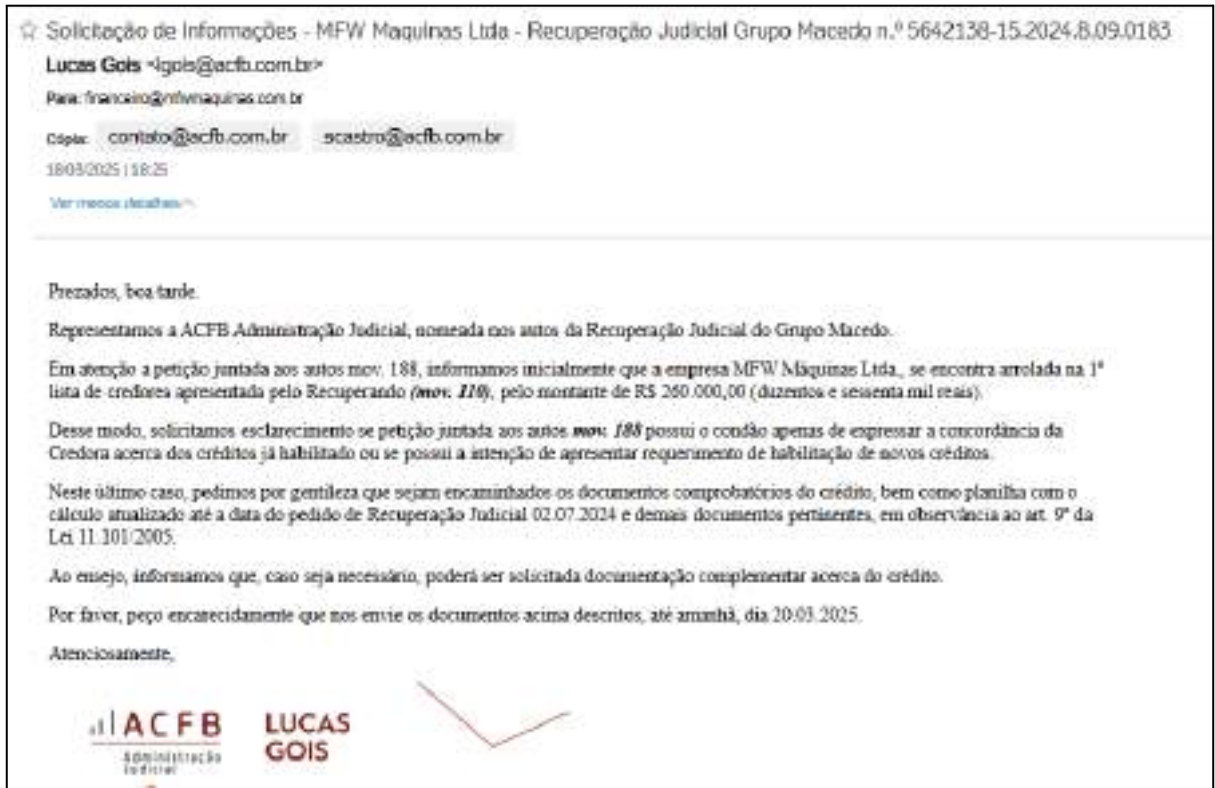 Solicitação de Informações - MFW Maquinas Ltda - Recuperação Judicial Grupo Macedo n.º 5642138-15.2024.8.09.0183
Lucas Gois <lgois@acfb.com.br>
Para: financeiro@mfwmaquinas.com.br
Cópia: contato@acfb.com.br scastro@acfb.com.br
18/03/2025 | 18:25
Ver menos detalhes
Prezados, boa tarde.
Representamos a ACFB Administração Judicial, nomeada nos autos da Recuperação Judicial do Grupo Macedo.
Em atenção a petição juntada aos autos mov. 188, informamos inicialmente que a empresa MFW Máquinas Ltda., se encontra arrolada na 1ª
lista de credores apresentada pelo Recuperando (mov. 110), pelo montante de R$ 260.000,00 (duzentos e sessenta mil reais).
Desse modo, solicitamos esclarecimento se petição juntada aos autos mov. 188 possui o condão apenas de expressar a concordância da
Credora acerca dos créditos já habilitado ou se possui a intenção de apresentar requerimento de habilitação de novos créditos.
Neste último caso, pedimos por gentileza que sejam encaminhados os documentos comprobatórios do crédito, bem como planilha com o
cálculo atualizado até a data do pedido de Recuperação Judicial 02.07.2024 e demais documentos pertinentes, em observância ao art. 9º da
Lei 11.101/2005.
Ao ensejo, informamos que, caso seja necessário, poderá ser solicitada documentação complementar acerca do crédito.
Por favor, peço encarecidamente que nos envie os documentos acima descritos, até amanhã, dia 20.03.2025.
Atenciosamente,
ACFB
Administração
Judicial
LUCAS
GOIS